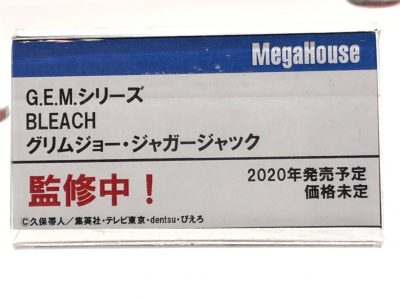 MegaHouse
G.E.M.シリーズ
BLEACH
グリムジョー・ジャガージャック
監修中！
2020年発売予定
価格未定
©久保帯人／集英社・テレビ東京・dentsu・ぴえろ